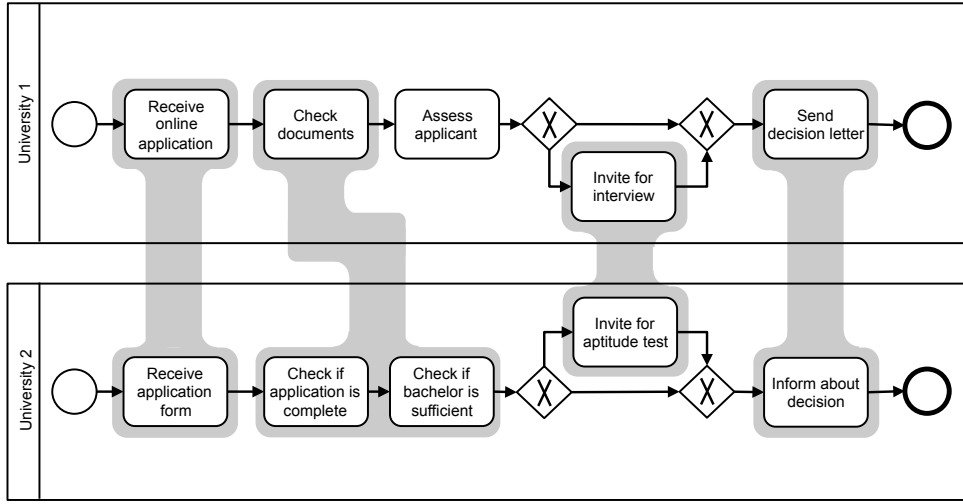 University 1
Receive
online
application
Check
documents
Assess
applicant
X
X
Invite for
interview
Send
decision letter
University 2
Receive
application
form
Check if
application is
complete
Check if
bachelor is
sufficient
X
Invite for
aptitude test
X
Inform about
decision